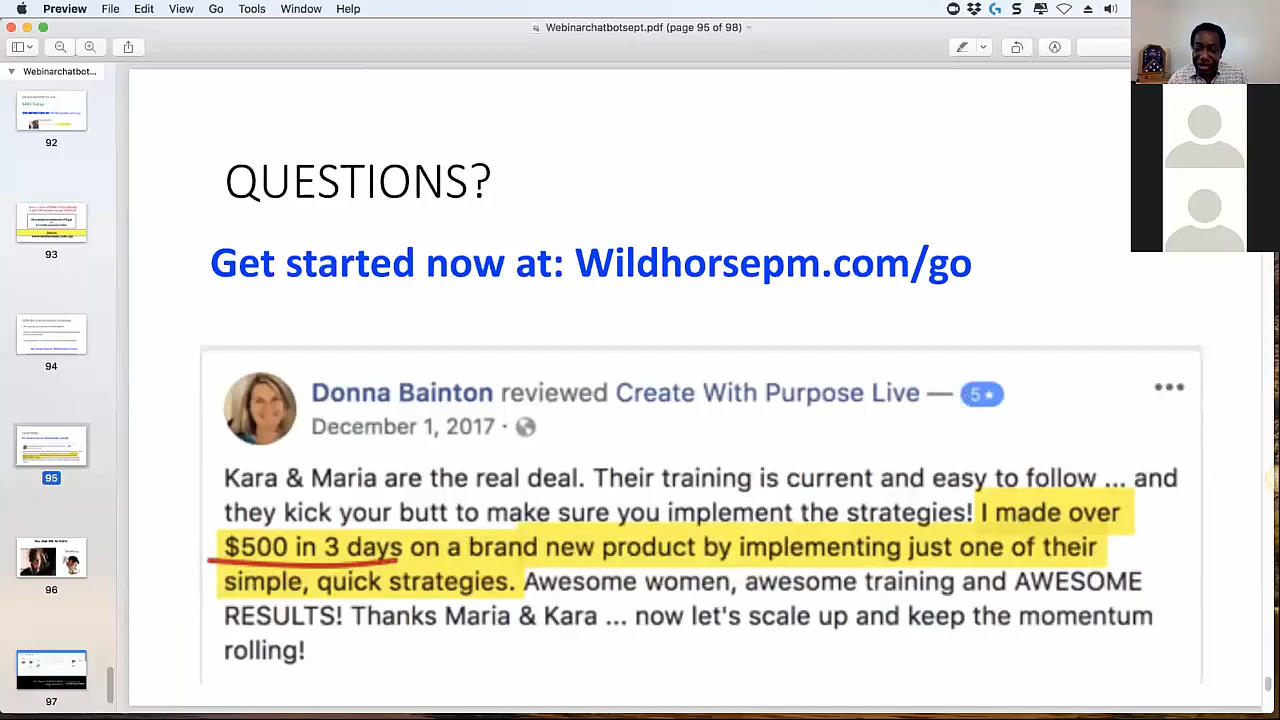 Preview File Edit View Go Tools Window Help
Webinarchatbotsept.pdf (page 95 of 98)
Webinarchatbot...
92
93
94
95
96
97
QUESTIONS?
Get started now at: Wildhorsepm.com/go
Donna Bainton reviewed Create With Purpose Live — 5★
December 1, 2017 ·
Kara & Maria are the real deal. Their training is current and easy to follow ... and
they kick your butt to make sure you implement the strategies! I made over
$500 in 3 days on a brand new product by implementing just one of their
simple, quick strategies. Awesome women, awesome training and AWESOME
RESULTS! Thanks Maria & Kara ... now let's scale up and keep the momentum
rolling!